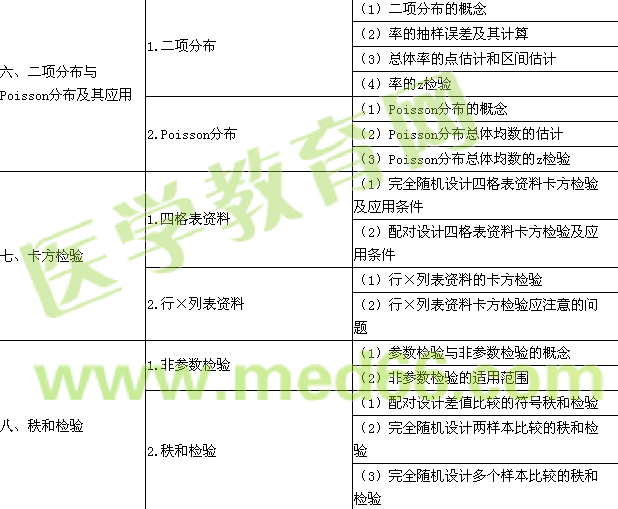 六、二项分布与
Poisson分布及其应用
1.二项分布
（1）二项分布的概念
（2）率的抽样误差及其计算
（3）总体率的点估计和区间估计
（4）率的z检验
2.Poisson分布
（1）Poisson分布的概念
（2）Poisson分布总体均数的估计
（3）Poisson分布总体均数的z检验
七、卡方检验
1.四格表资料
（1）完全随机设计四格表资料卡方检验
及应用条件
（2）配对设计四格表资料卡方检验及应
用条件
2.行×列表资料
（1）行×列表资料的卡方检验
（2）行×列表资料卡方检验应注意的问
题
八、秩和检验
1.非参数检验
（1）参数检验与非参数检验的概念
（2）非参数检验的适用范围
2.秩和检验
（1）配对设计差值比较的符号秩和检验
（2）完全随机设计两样本比较的秩和检
验
（3）完全随机设计多个样本比较的秩和
检验
医学教育网
www.med66.com